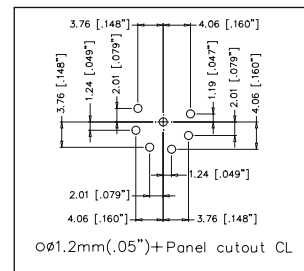 3.76 [.148"] 4.06 [.160"]
3.76 [.148"]
1.24 [.049"]
2.01 [.079"]
1.19 [.047"]
2.01 [.079"]
4.06 [.160"]
1.24 [.049"]
2.01 [.079"]
4.06 [.160"] 3.76 [.148"]
○ø1.2mm(.05")+Panel cutout CL